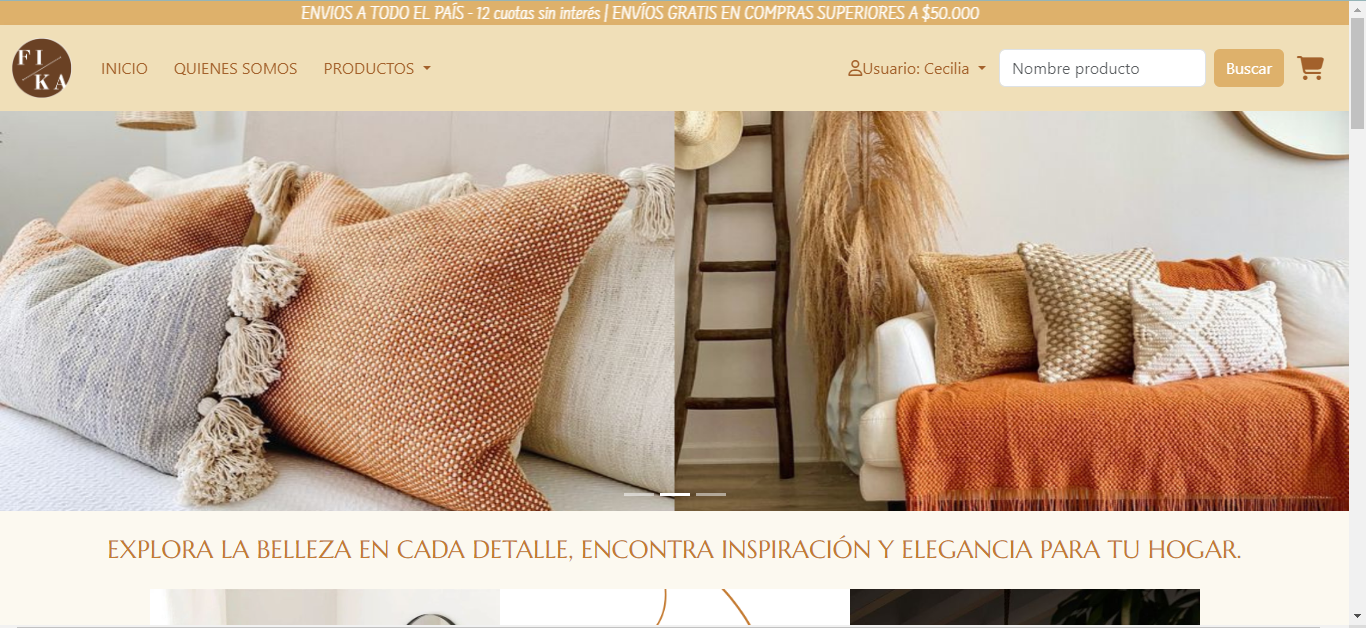 ENVIOS A TODO EL PAÍS - 12 cuotas sin interés | ENVÍOS GRATIS EN COMPRAS SUPERIORES A $50.000
FI
KA
INICIO
QUIENES SOMOS
PRODUCTOS
Usuario: Cecilia
Nombre producto
Buscar
EXPLORA LA BELLEZA EN CADA DETALLE, ENCONTRA INSPIRACIÓN Y ELEGANCIA PARA TU HOGAR.